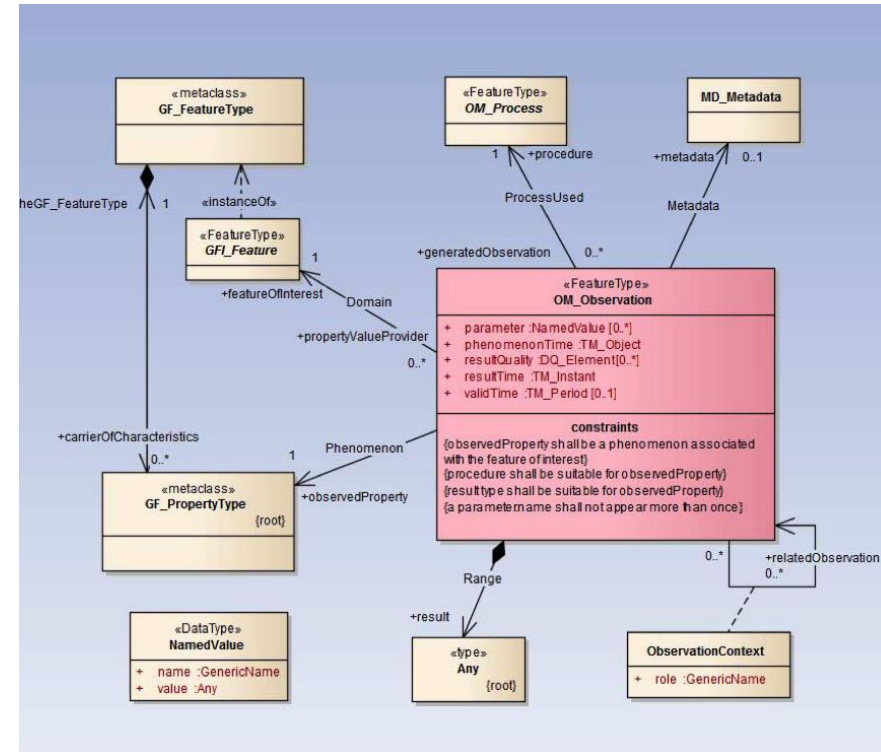 «metaclass»
GF_FeatureType
«FeatureType»
OM_Process
MD_Metadata
1
+procedure
+metadata
0..1
heGF_FeatureType
1
«instanceOf»
ProcessUsed
Metadata
«FeatureType»
GFI_Feature
1
+generatedObservation
0..*
+featureOfInterest
Domain
+propertyValueProvider
0..*
«FeatureType»
OM_Observation
+ parameter :NamedValue [0..*]
+ phenomenonTime :TM_Object
+ resultQuality :DQ_Element[0..*]
+ resultTime :TM_Instant
+ validTime :TM_Period [0..1]
constraints
{observedProperty shall be a phenomenon associated
with the feature of interest}
{procedure shall be suitable for observedProperty}
{result type shall be suitable for observedProperty}
{a parameter name shall not appear more than once}
+carrierOfCharacteristics
0..*
Phenomenon
1
+observedProperty
«metaclass»
GF_PropertyType
{root}
0..*
+relatedObservation
0..*
Range
+result
«DataType»
NamedValue
+ name :GenericName
+ value :Any
«type»
Any
{root}
ObservationContext
+ role :GenericName